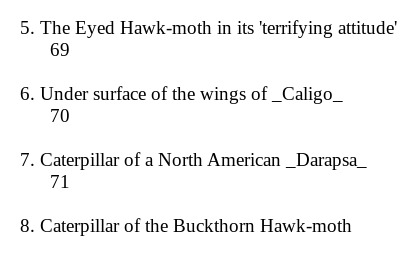 5. The Eyed Hawk-moth in its 'terrifying attitude'
69
6. Under surface of the wings of _Caligo_
70
7. Caterpillar of a North American _Darapsa_
71
8. Caterpillar of the Buckthorn Hawk-moth